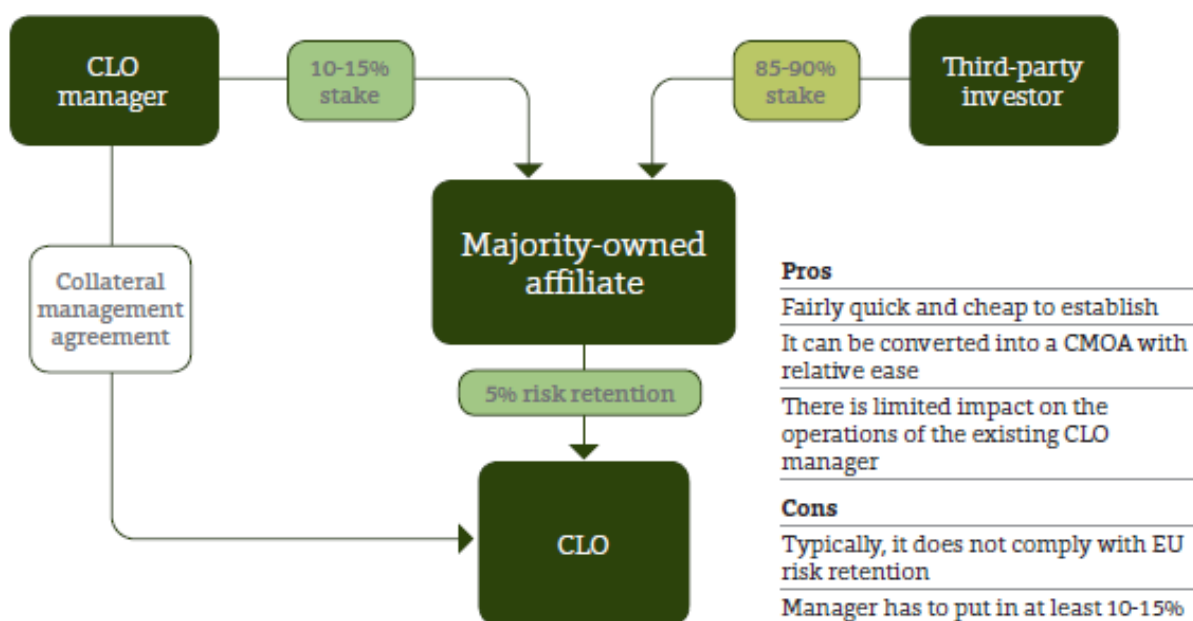 CLO
manager
10-15%
stake
85-90%
stake
Third-party
investor
Majority-owned
affiliate
Collateral
management
agreement
5% risk retention
CLO
Pros
Fairly quick and cheap to establish
It can be converted into a CMOA with
relative ease
There is limited impact on the
operations of the existing CLO
manager
Cons
Typically, it does not comply with EU
risk retention
Manager has to put in at least 10-15%